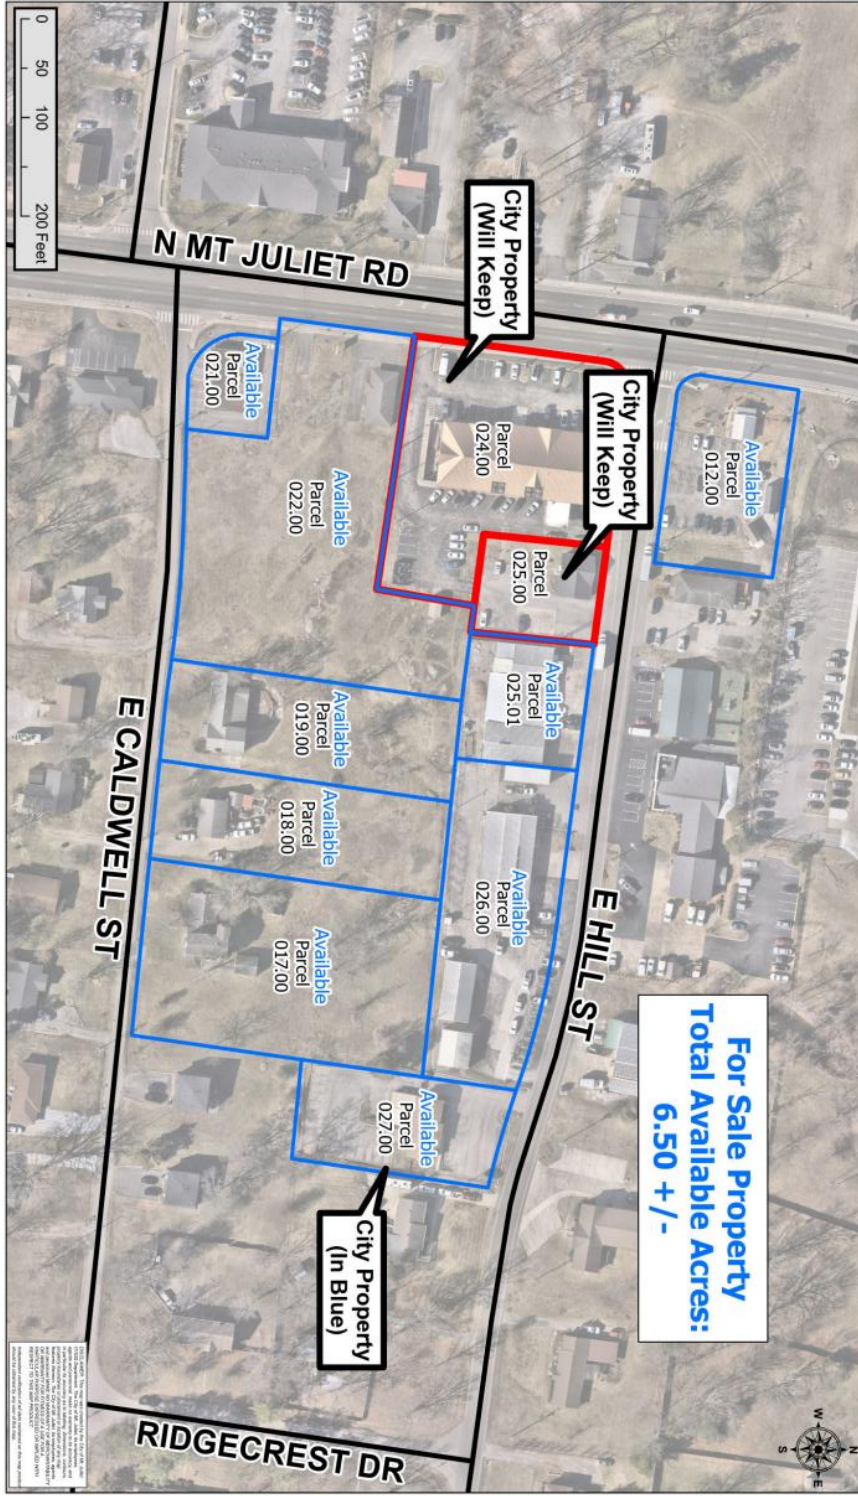 For Sale Property
Total Available Acres:
6.50 +/-
W N E S
City Property
(Will Keep)
City Property
(Will Keep)
City Property
(In Blue)
N MT JULIET RD
E HILL ST
E CALDWELL ST
RIDGECREST DR
Available
Parcel
012.00
Parcel
024.00
Parcel
025.00
Available
Parcel
025.01
Available
Parcel
026.00
Available
Parcel
027.00
Available
Parcel
021.00
Available
Parcel
022.00
Available
Parcel
019.00
Available
Parcel
018.00
Available
Parcel
017.00
0 50 100 200 Feet